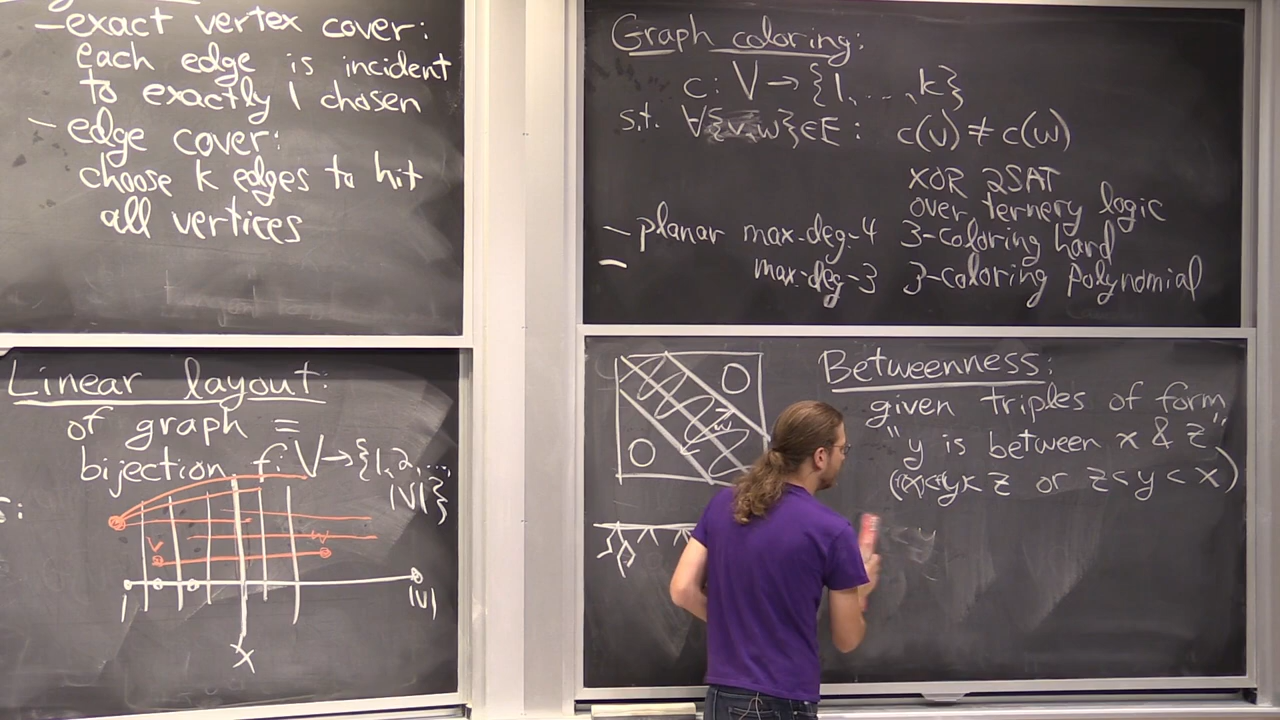 – exact vertex cover:
each edge is incident
to exactly 1 chosen
– edge cover:
choose k edges to hit
all vertices
Linear layout:
of graph =
bijection f: V → {1,2,...,
|V|}
s:
v
w
1
|V|
x
Graph coloring:
c: V → {1,...,k}
s.t. ∀{v,w}∈E: c(v) ≠ c(w)
XOR 2SAT
over ternery logic
– planar max-deg-4 3-coloring hard
– max-deg-3 3-coloring polynomial
O
w
O
Betweenness:
given triples of form
"y is between x & z"
(x<y<z or z<y<x)